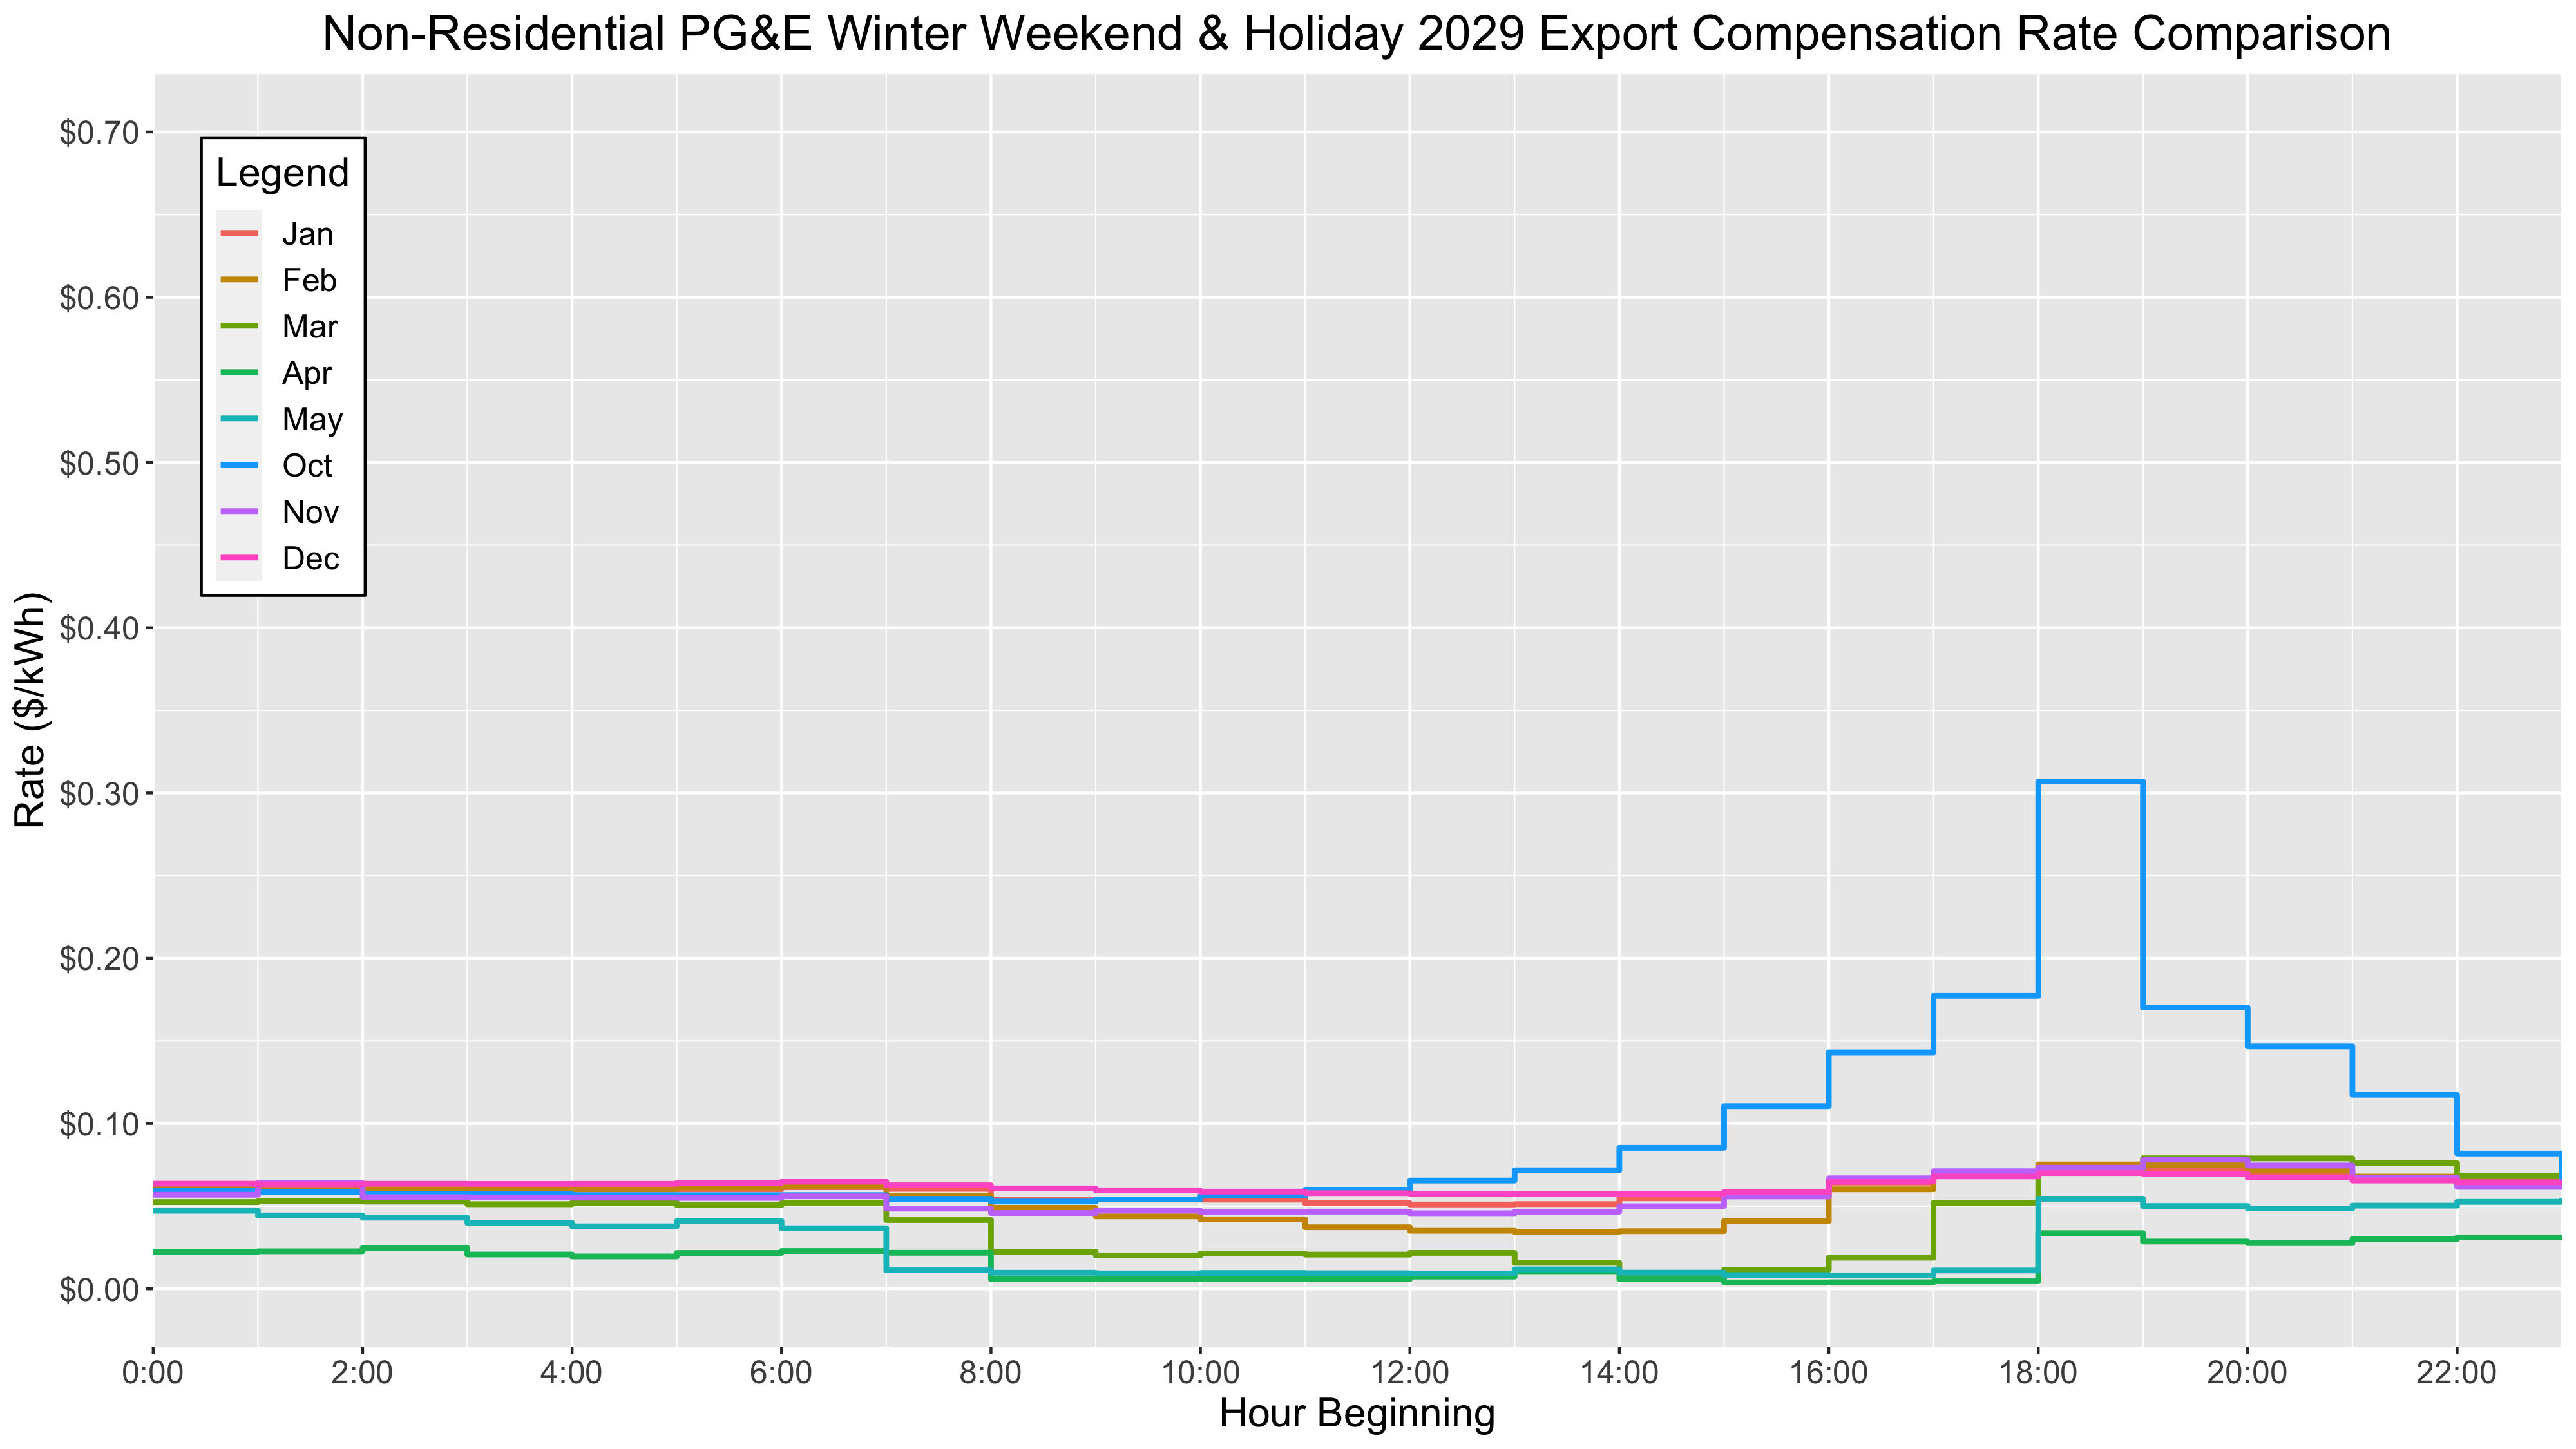 Non-Residential PG&E Winter Weekend & Holiday 2029 Export Compensation Rate Comparison
Rate ($/kWh)
$0.70
$0.60
$0.50
$0.40
$0.30
$0.20
$0.10
$0.00
Legend
Jan
Feb
Mar
Apr
May
Oct
Nov
Dec
0:00 2:00 4:00 6:00 8:00 10:00 12:00 14:00 16:00 18:00 20:00 22:00
Hour Beginning